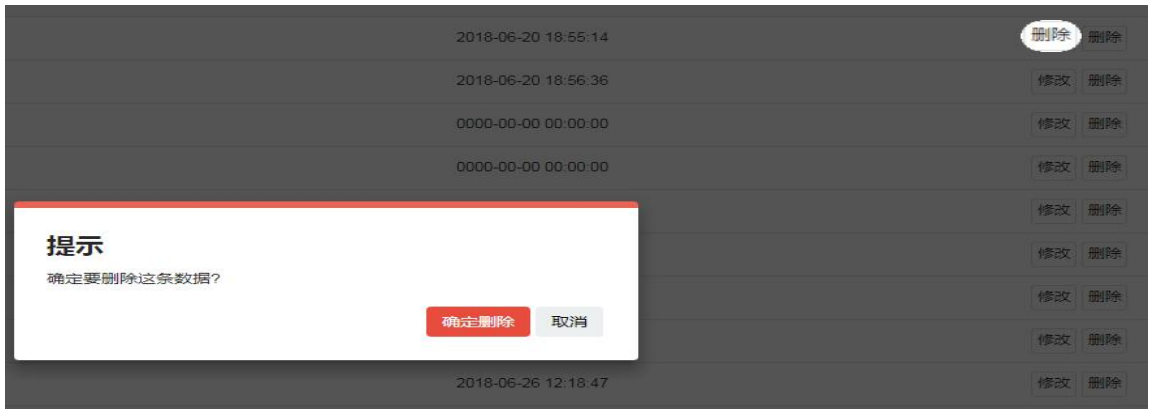 2018-06-20 18:55:14 删除 删除
2018-06-20 18:56:36 修改 删除
0000-00-00 00:00:00 修改 删除
0000-00-00 00:00:00 修改 删除
修改 删除
提示
修改 删除
确定要删除这条数据?
修改 删除
确定删除 取消
修改 删除
2018-06-26 12:18:47 修改 删除